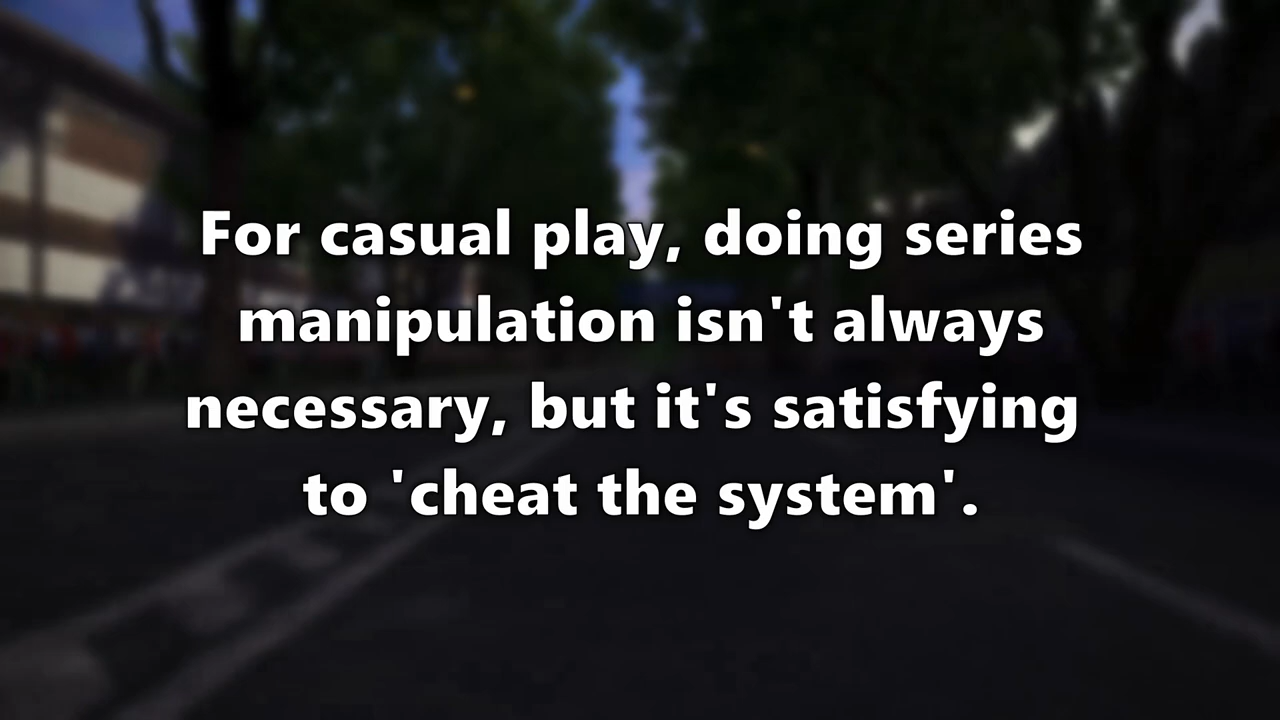 For casual play, doing series
manipulation isn't always
necessary, but it's satisfying
to 'cheat the system'.